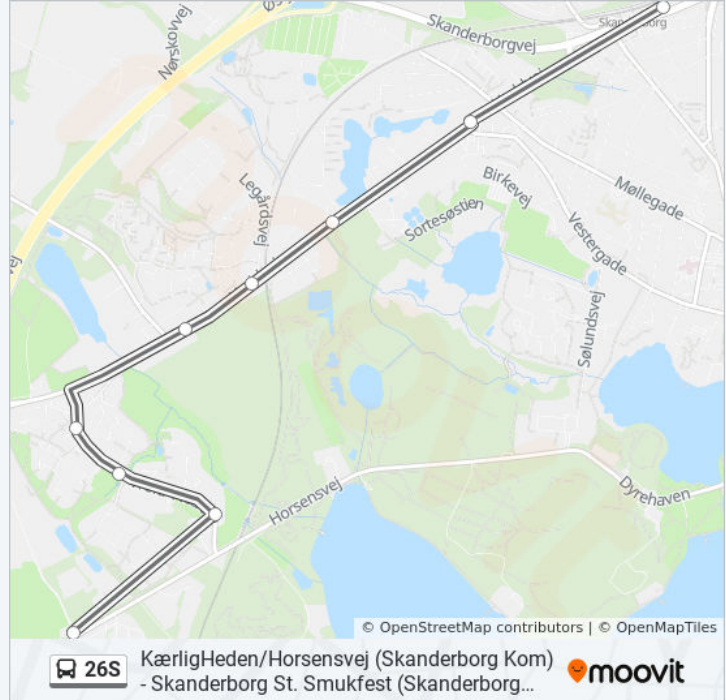 Skanderborgvej
Nørskovvej
Legårdsvej
Birkevej
Møllegade
Sortesøstien
Vestergade
Sølundsvej
Horsensvej
Dyrehaven
© OpenStreetMap contributors | © OpenMapTiles
26S
KærligHeden/Horsensvej (Skanderborg Kom)
- Skanderborg St. Smukfest (Skanderborg...
moovit